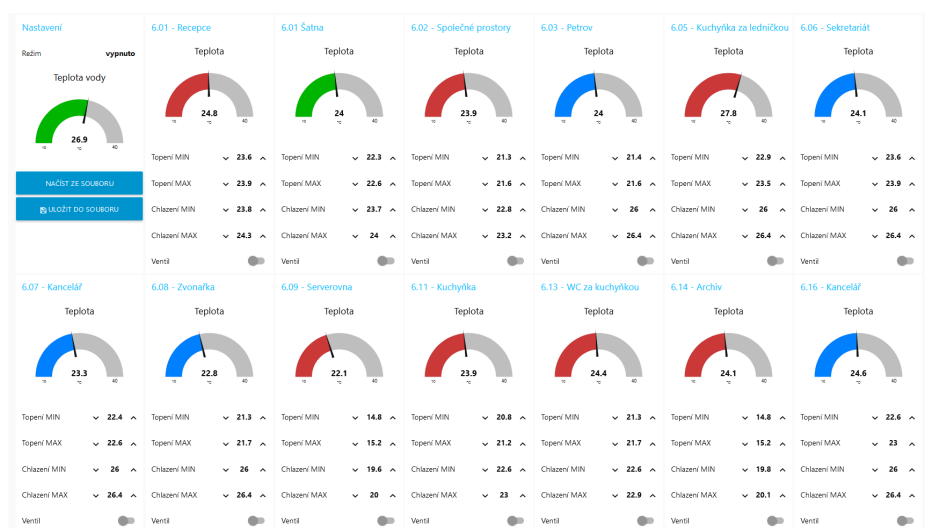 Nastavení
Režim vypnuto
Teplota vody
26.9
°C
40
NAČÍST ZE SOUBORU
ULOŽIT DO SOUBORU
6.01 - Recepce
Teplota
24.8
°C
40
Topení MIN 23.6
Topení MAX 23.9
Chlazení MIN 23.8
Chlazení MAX 24.3
Ventil
6.01 Šatna
Teplota
24
°C
40
Topení MIN 22.3
Topení MAX 22.6
Chlazení MIN 23.7
Chlazení MAX 24
Ventil
6.02 - Společné prostory
Teplota
23.9
°C
40
Topení MIN 21.3
Topení MAX 21.6
Chlazení MIN 22.8
Chlazení MAX 23.2
Ventil
6.03 - Petrov
Teplota
24
°C
40
Topení MIN 21.4
Topení MAX 21.6
Chlazení MIN 26
Chlazení MAX 26.4
Ventil
6.05 - Kuchyňka za ledničkou
Teplota
27.8
°C
40
Topení MIN 22.9
Topení MAX 23.5
Chlazení MIN 26
Chlazení MAX 26.4
Ventil
6.06 - Sekretariát
Teplota
24.1
°C
40
Topení MIN 23.6
Topení MAX 23.9
Chlazení MIN 26
Chlazení MAX 26.4
Ventil
6.07 - Kancelář
Teplota
23.3
°C
40
Topení MIN 22.4
Topení MAX 22.6
Chlazení MIN 26
Chlazení MAX 26.4
Ventil
6.08 - Zvonařka
Teplota
22.8
°C
40
Topení MIN 21.3
Topení MAX 21.7
Chlazení MIN 26
Chlazení MAX 26.4
Ventil
6.09 - Serverovna
Teplota
22.1
°C
40
Topení MIN 14.8
Topení MAX 15.2
Chlazení MIN 19.6
Chlazení MAX 20
Ventil
6.11 - Kuchyňka
Teplota
23.9
°C
40
Topení MIN 20.8
Topení MAX 21.2
Chlazení MIN 22.6
Chlazení MAX 23
Ventil
6.13 - WC za kuchyňkou
Teplota
24.4
°C
40
Topení MIN 21.3
Topení MAX 21.7
Chlazení MIN 22.6
Chlazení MAX 22.9
Ventil
6.14 - Archív
Teplota
24.1
°C
40
Topení MIN 14.8
Topení MAX 15.2
Chlazení MIN 19.8
Chlazení MAX 20.1
Ventil
6.16 - Kancelář
Teplota
24.6
°C
40
Topení MIN 22.6
Topení MAX 23
Chlazení MIN 26
Chlazení MAX 26.4
Ventil